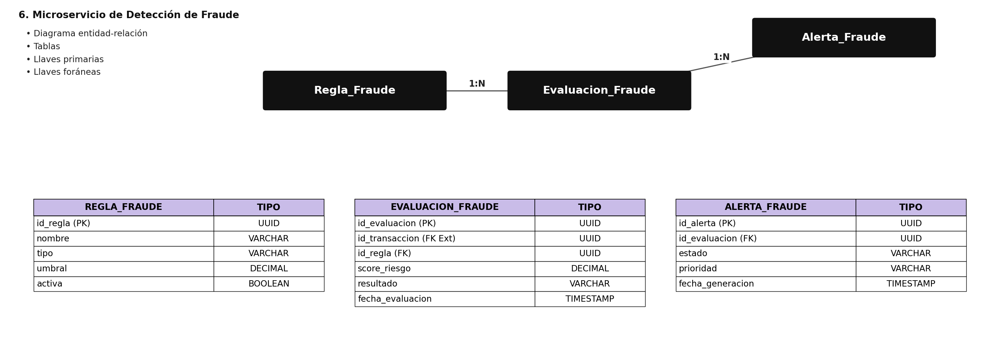 6. Microservicio de Detección de Fraude
• Diagrama entidad-relación
• Tablas
• Llaves primarias
• Llaves foráneas
Alerta_Fraude
1:N
Regla_Fraude
1:N
Evaluacion_Fraude
REGLA_FRAUDE TIPO
id_regla (PK) UUID
nombre VARCHAR
tipo VARCHAR
umbral DECIMAL
activa BOOLEAN
EVALUACION_FRAUDE TIPO
id_evaluacion (PK) UUID
id_transaccion (FK Ext) UUID
id_regla (FK) UUID
score_riesgo DECIMAL
resultado VARCHAR
fecha_evaluacion TIMESTAMP
ALERTA_FRAUDE TIPO
id_alerta (PK) UUID
id_evaluacion (FK) UUID
estado VARCHAR
prioridad VARCHAR
fecha_generacion TIMESTAMP